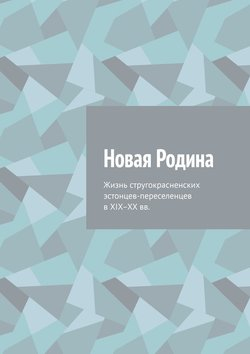 Новая Родина
Жизнь стругокрасненских
эстонцев-переселенцев
в XIX–XX вв.